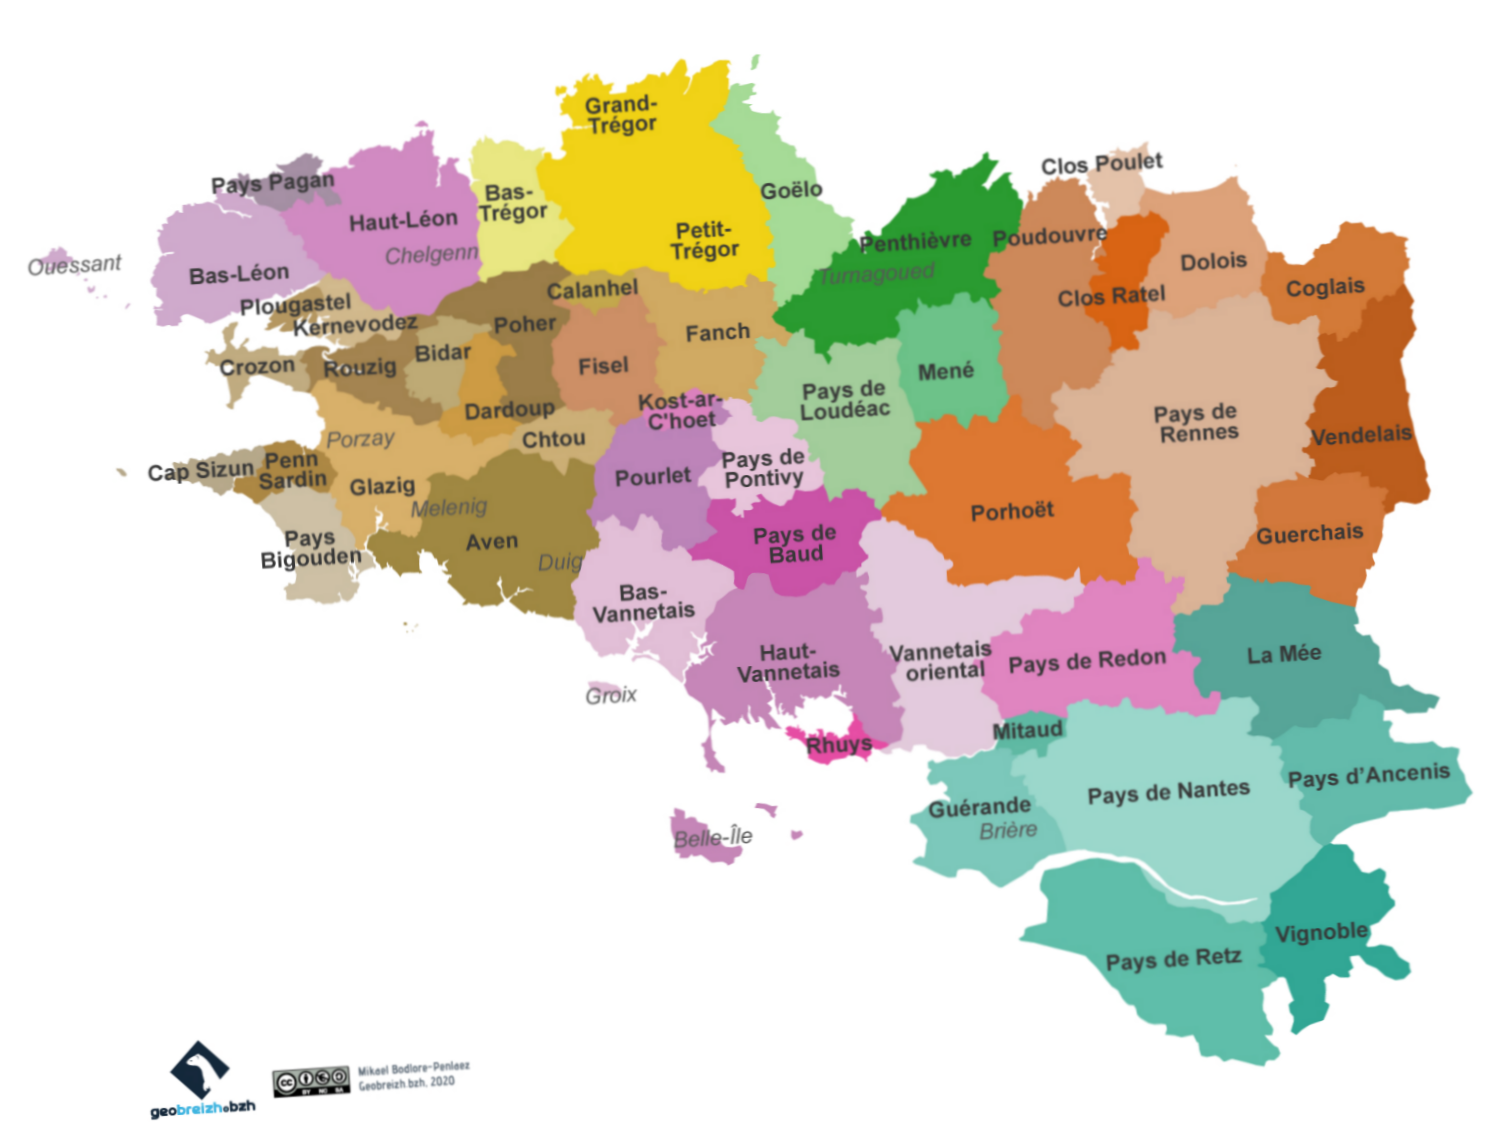 Grand-
Trégor
Clos Poulet
Pays Pagan
Bas-
Trégor
Goëlo
Haut-Léon
Chelgenn
Petit-
Trégor
Penthièvre
Poudouvre
Turnagoued
Dolois
Ouessant
Bas-Léon
Calanhel
Clos Ratel
Coglais
Plougastel
Kernevodez
Poher
Fanch
Crozon
Rouzig
Bidar
Fisel
Mené
Pays de
Loudéac
Dardoup
Kost-ar-
C'hoet
Pays de
Rennes
Vendelais
Porzay
Chtou
Cap Sizun
Penn
Sardin
Glazig
Pourlet
Pays de
Pontivy
Melenig
Porhoët
Pays
Bigouden
Aven
Duig
Pays de
Baud
Guerchais
Bas-
Vannetais
Haut-
Vannetais
Vannetais
oriental
Pays de Redon
La Mée
Groix
Rhuys
Mitaud
Belle-Île
Guérande
Brière
Pays de Nantes
Pays d’Ancenis
Pays de Retz
Vignoble
geobreizh.bzh
cc
BY NC SA
Mikael Bodlore-Penlaez
Geobreizh.bzh, 2020